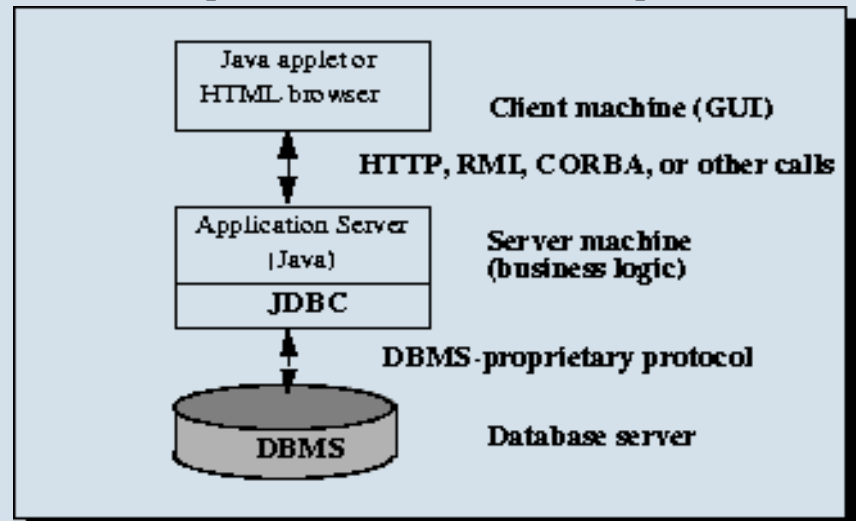 Java applet or
HTML browser
Client machine (GUI)
HTTP, RMI, CORBA, or other calls
Application Server
(Java)
Server machine
(business logic)
JDBC
DBMS-proprietary protocol
DBMS
Database server